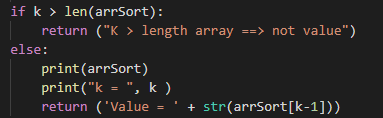 if k > len(arrSort):
    return ("K > length array ==> not value")
else:
    print(arrSort)
    print("k = ", k )
    return ('Value = ' + str(arrSort[k-1]))